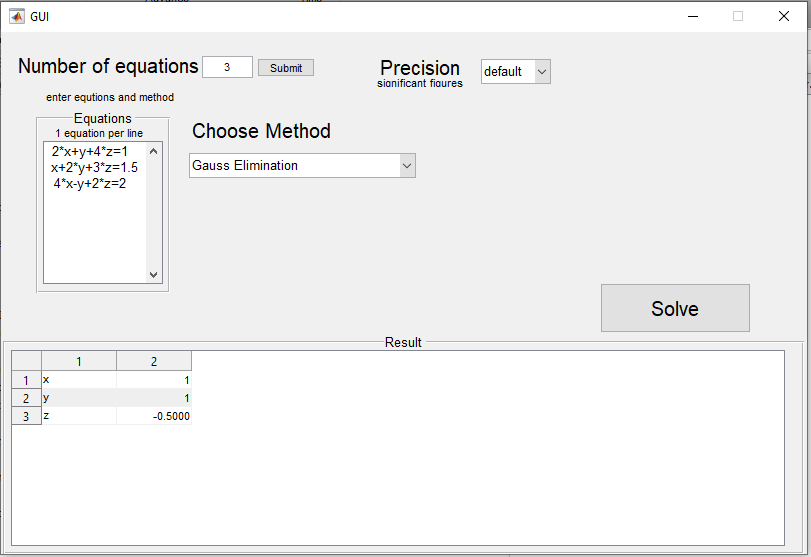 GUI
Number of equations 3 Submit
Precision
significant figures
default
enter equtions and method
Equations
1 equation per line
2*x+y+4*z=1
x+2*y+3*z=1.5
4*x-y+2*z=2
Choose Method
Gauss Elimination
Solve
Result
1 2
1 x 1
2 y 1
3 z -0.5000